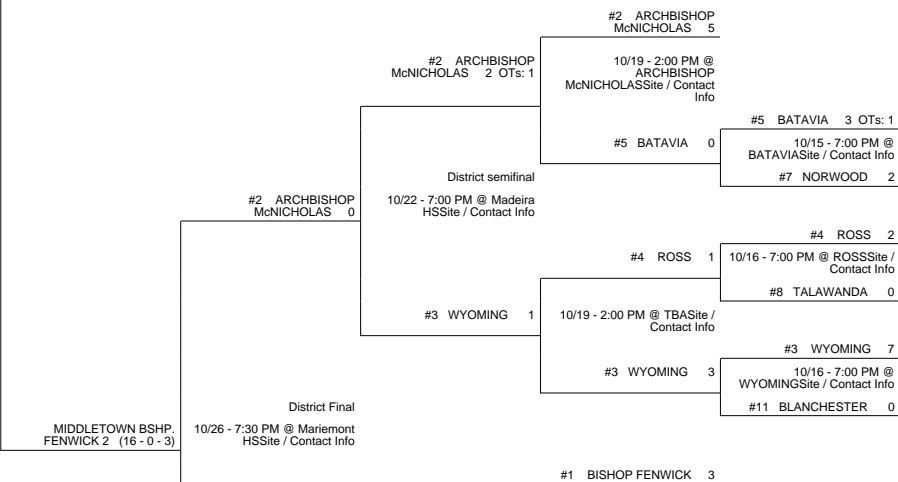 #2 ARCHBISHOP
McNICHOLAS 5
#2 ARCHBISHOP
McNICHOLAS 2 OTs: 1
10/19 - 2:00 PM @
ARCHBISHOP
McNICHOLASSite / Contact
Info
#5 BATAVIA 3 OTs: 1
#5 BATAVIA 0
10/15 - 7:00 PM @
BATAVIASite / Contact Info
#7 NORWOOD 2
District semifinal
#2 ARCHBISHOP
McNICHOLAS 0
10/22 - 7:00 PM @ Madeira
HSSite / Contact Info
#4 ROSS 2
#4 ROSS 1
10/16 - 7:00 PM @ ROSSSite /
Contact Info
#8 TALAWANDA 0
#3 WYOMING 1
10/19 - 2:00 PM @ TBASite /
Contact Info
#3 WYOMING 7
#3 WYOMING 3
10/16 - 7:00 PM @
WYOMINGSite / Contact Info
#11 BLANCHESTER 0
District Final
MIDDLETOWN BSHP.
FENWICK 2 (16 - 0 - 3)
10/26 - 7:30 PM @ Mariemont
HSSite / Contact Info
#1 BISHOP FENWICK 3